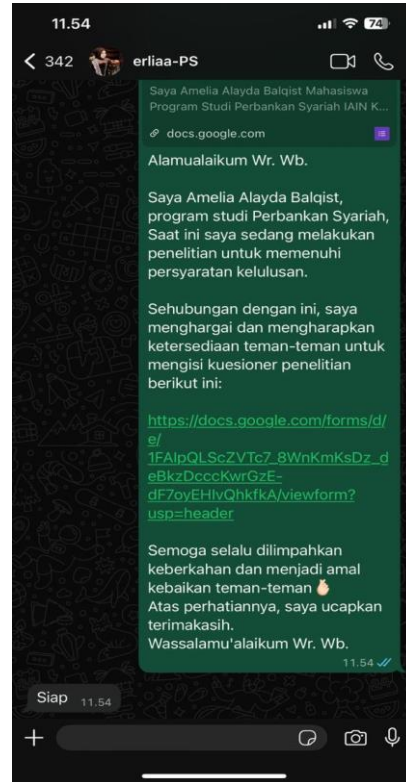 11.54
74
342
erliaa-PS
Saya Amelia Alayda Balqist Mahasiswa
Program Studi Perbankan Syariah IAIN K...
docs.google.com
Alamualaikum Wr. Wb.
Saya Amelia Alayda Balqist,
program studi Perbankan Syariah,
Saat ini saya sedang melakukan
penelitian untuk memenuhi
persyaratan kelulusan.
Sehubungan dengan ini, saya
menghargai dan mengharapkan
ketersediaan teman-teman untuk
mengisi kuesioner penelitian
berikut ini:
https://docs.google.com/forms/d/
e/
1FAIpQLScZVTc7_8WnKmKsDz_d
eBkzDcccKwrGzE-
dF7oyEHIvQhkfkA/viewform?
usp=header
Semoga selalu dilimpahkan
keberkahan dan menjadi amal
kebaikan teman-teman
Atas perhatiannya, saya ucapkan
terimakasih.
Wassalamu'alaikum Wr. Wb.
11.54
Siap 11.54